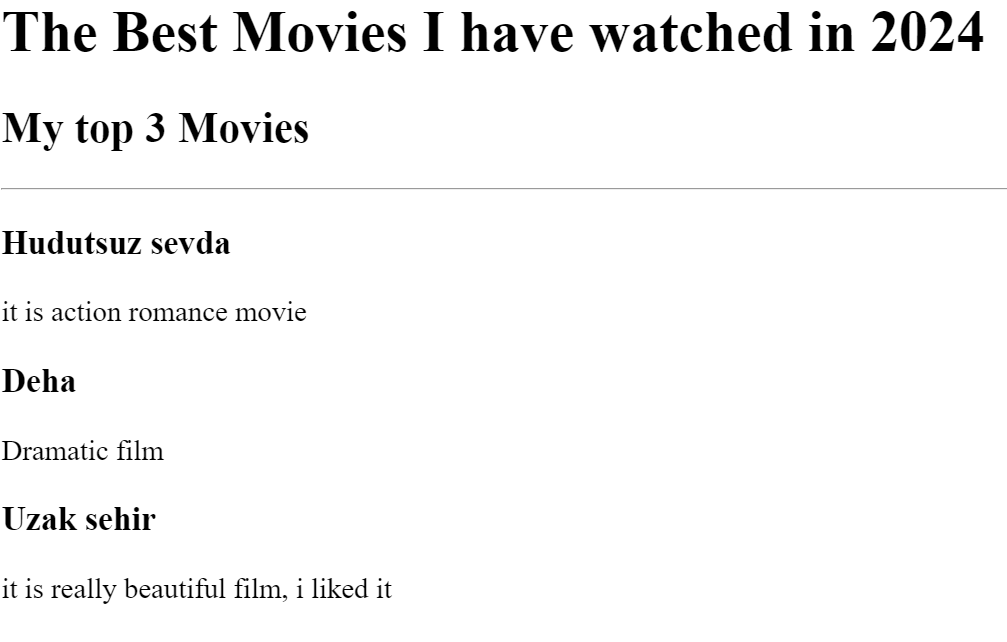 The Best Movies I have watched in 2024
My top 3 Movies
Hudutsuz sevda
it is action romance movie
Deha
Dramatic film
Uzak sehir
it is really beautiful film, i liked it